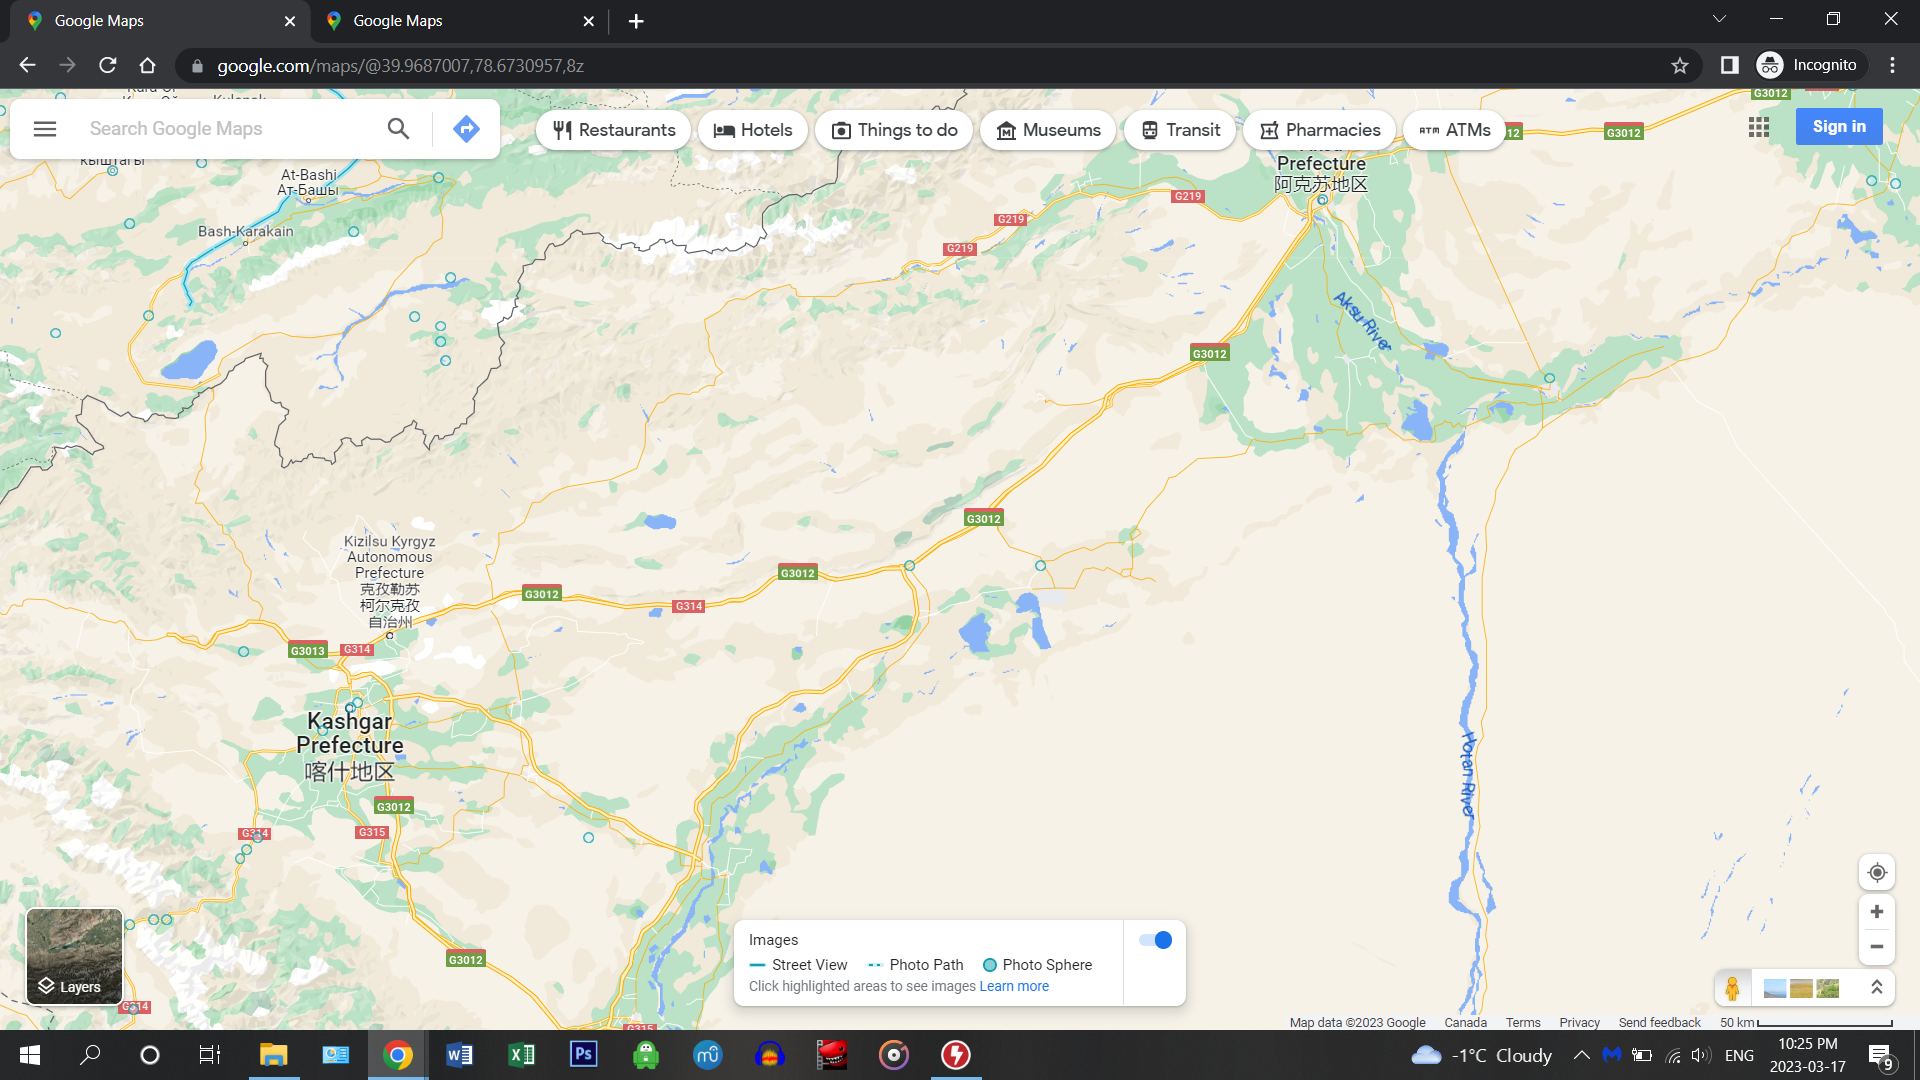 Google Maps
Google Maps
google.com/maps/@39.9687007,78.6730957,8z
Incognito
Search Google Maps
Restaurants
Hotels
Things to do
Museums
Transit
Pharmacies
ATMs
Sign in
G3012
12
G3012
Кыштагы
At-Bashi
Ат-Башы
Bash-Karakain
Prefecture
阿克苏地区
G219
G219
G219
Aksu River
G3012
G3012
Kizilsu Kyrgyz
Autonomous
Prefecture
克孜勒苏
柯尔克孜
自治州
G3012
G3012
G314
G3013
G314
Kashgar
Prefecture
喀什地区
Hotan River
G3012
G315
G314
G3012
G314
G315
Layers
Images
Street View
Photo Path
Photo Sphere
Click highlighted areas to see images Learn more
Map data ©2023 Google
Canada
Terms
Privacy
Send feedback
50 km
-1°C Cloudy
ENG
10:25 PM
2023-03-17
9